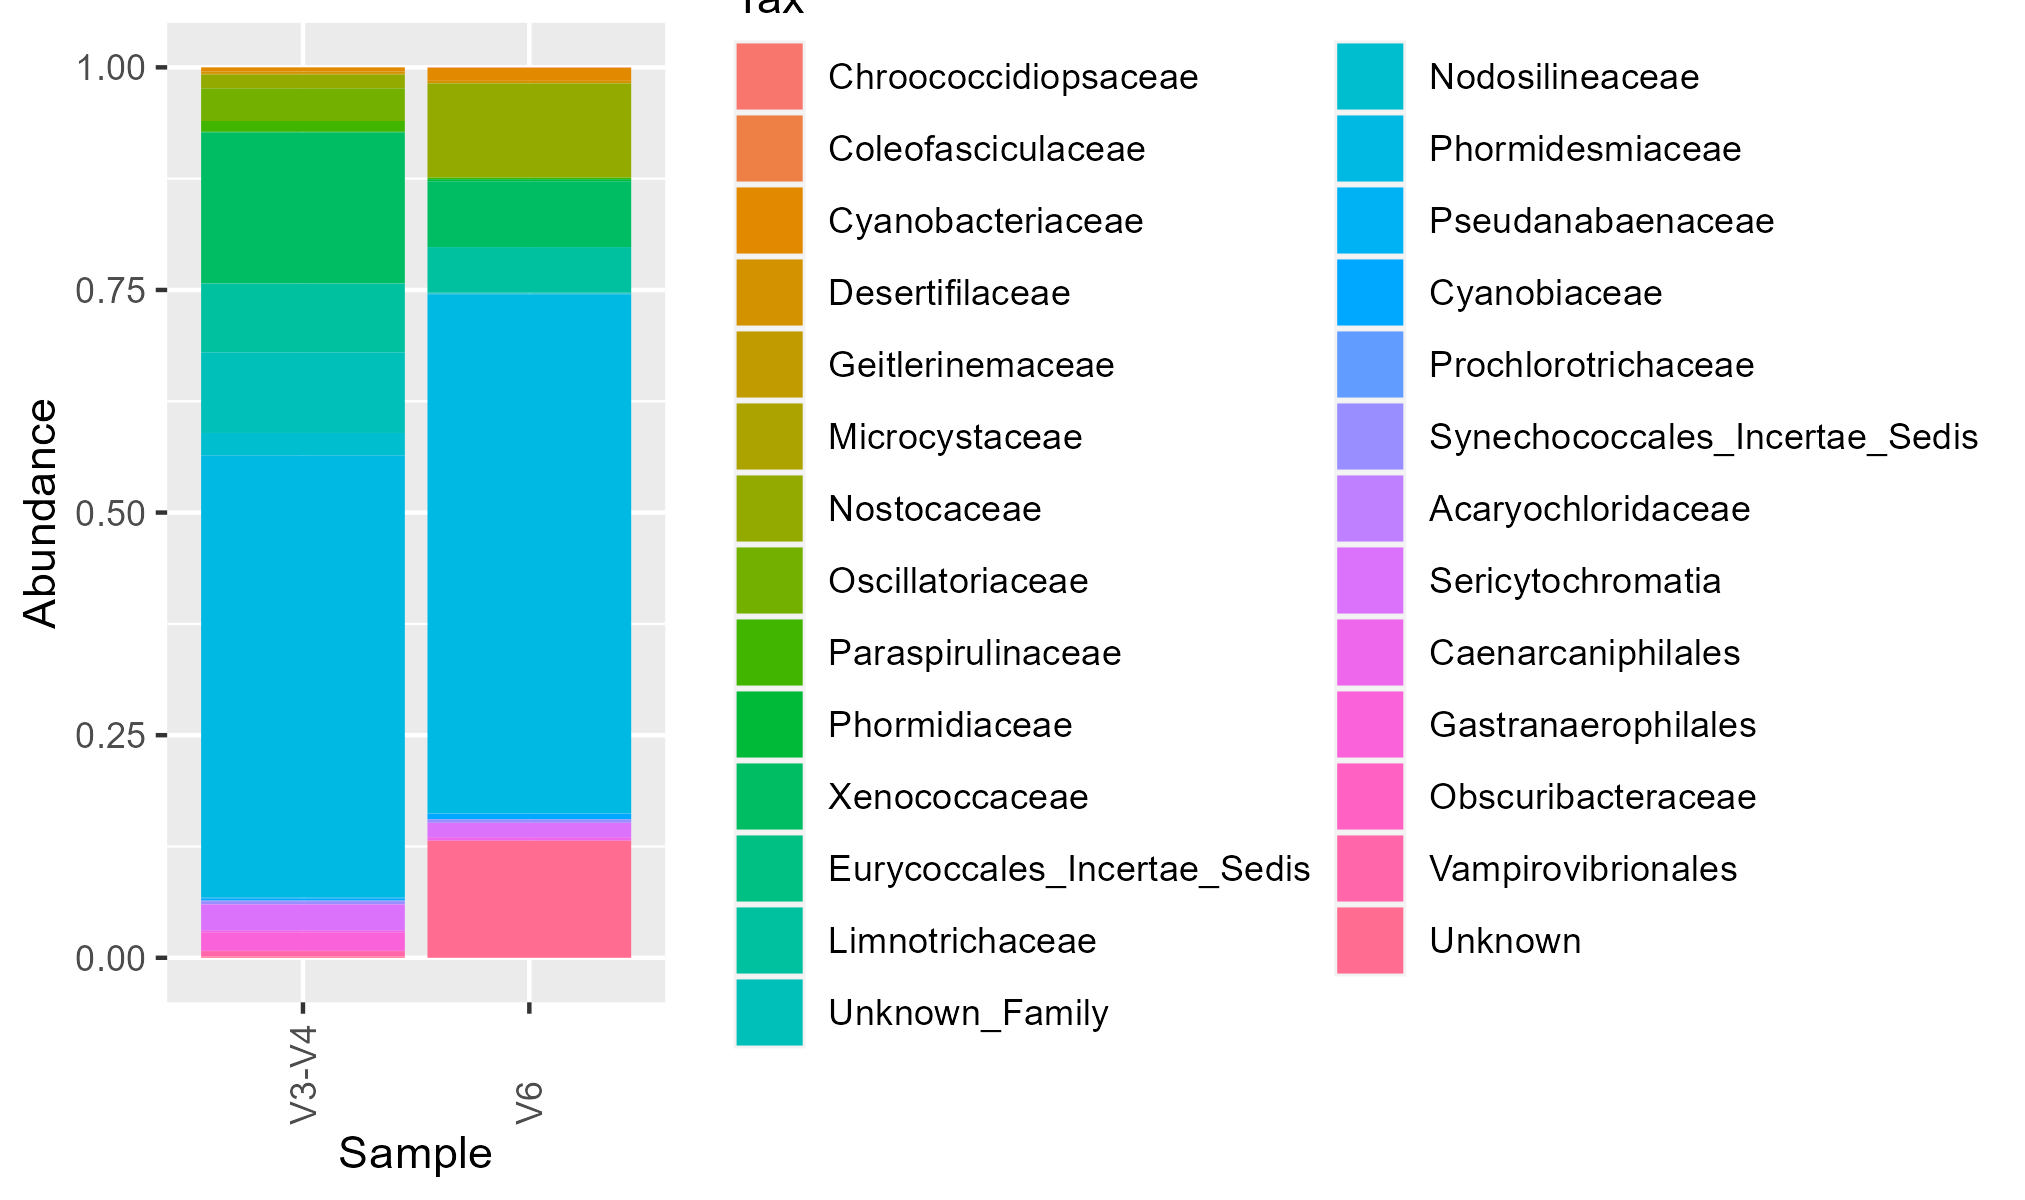 Tax
Abundance
1.00
0.75
0.50
0.25
0.00
V3-V4
V6
Sample
Chroococcidiopsaceae
Coleofasciculaceae
Cyanobacteriaceae
Desertifilaceae
Geitlerinemaceae
Microcystaceae
Nostocaceae
Oscillatoriaceae
Paraspirulinaceae
Phormidiaceae
Xenococcaceae
Eurycoccales_Incertae_Sedis
Limnotrichaceae
Unknown_Family
Nodosilineaceae
Phormidesmiaceae
Pseudanabaenaceae
Cyanobiaceae
Prochlorotrichaceae
Synechococcales_Incertae_Sedis
Acaryochloridaceae
Sericytochromatia
Caenarcaniphilales
Gastranaerophilales
Obscuribacteraceae
Vampirovibrionales
Unknown